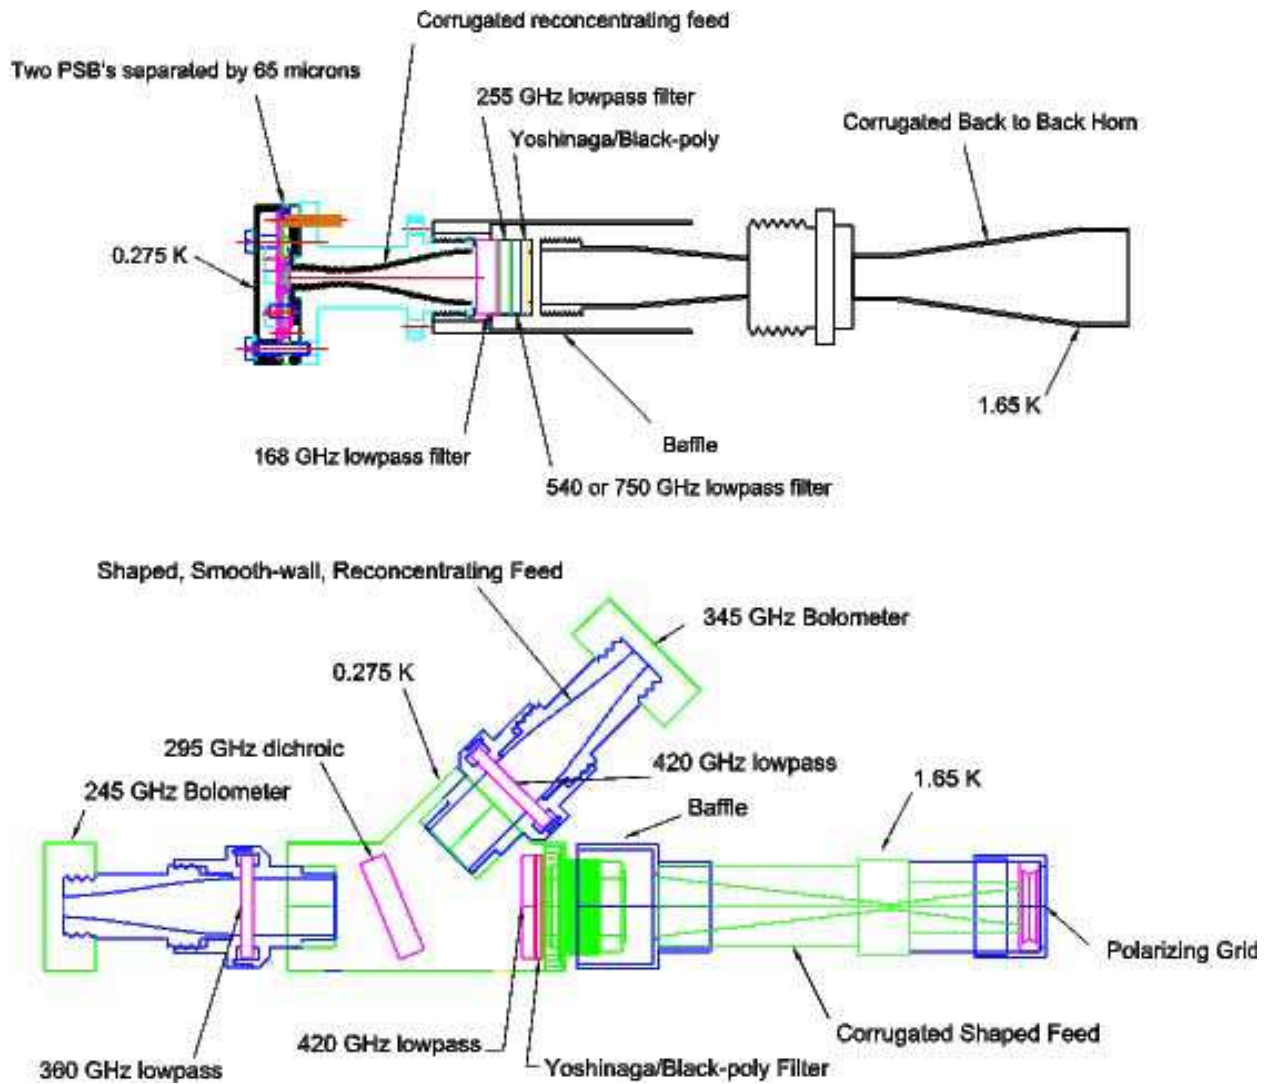 Corrugated reconcentrating feed
Two PSB's separated by 65 microns
255 GHz lowpass filter
Yoshinaga/Black-poly
Corrugated Back to Back Horn
0.275 K
1.65 K
Baffle
168 GHz lowpass filter
540 or 750 GHz lowpass filter
Shaped, Smooth-wall, Reconcentrating Feed
345 GHz Bolometer
0.275 K
295 GHz dichroic
420 GHz lowpass
1.65 K
245 GHz Bolometer
Baffle
Polarizing Grid
420 GHz lowpass
Corrugated Shaped Feed
360 GHz lowpass
Yoshinaga/Black-poly Filter